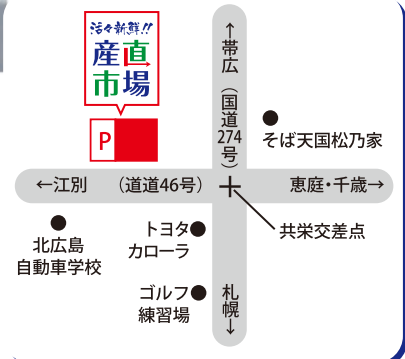 活々新鮮!!
産直
市場
P
↑帯広（国道274号）
そば天国松乃家
←江別（道道46号）
恵庭・千歳→
共栄交差点
北広島
自動車学校
トヨタ
カローラ
ゴルフ
練習場
札幌↓